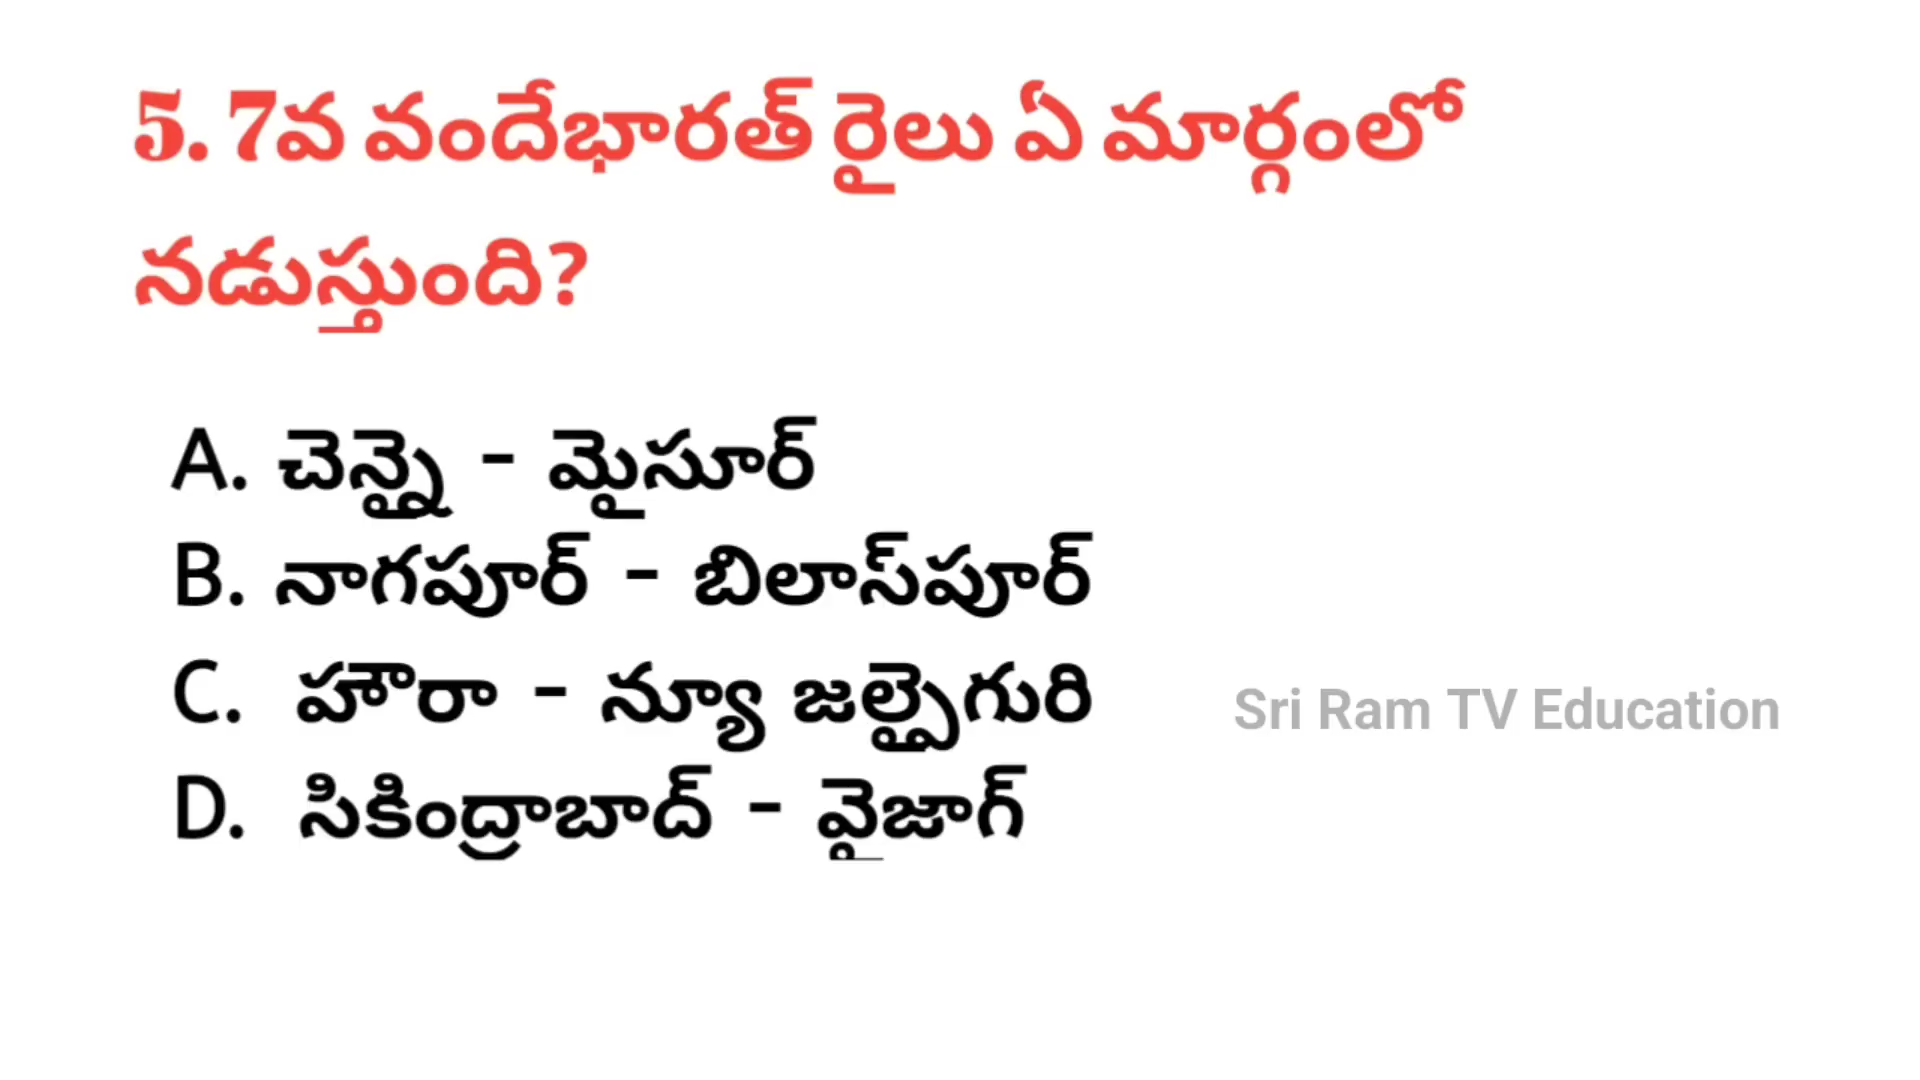 5. 7వ వందేభారత్ రైలు ఏ మార్గంలో
నడుస్తుంది?
A. చెన్నై - మైసూర్
B. నాగపూర్ - బిలాస్‌పూర్
C. హౌరా - న్యూ జల్పైగురి
Sri Ram TV Education
D. సికింద్రాబాద్ - వైజాగ్